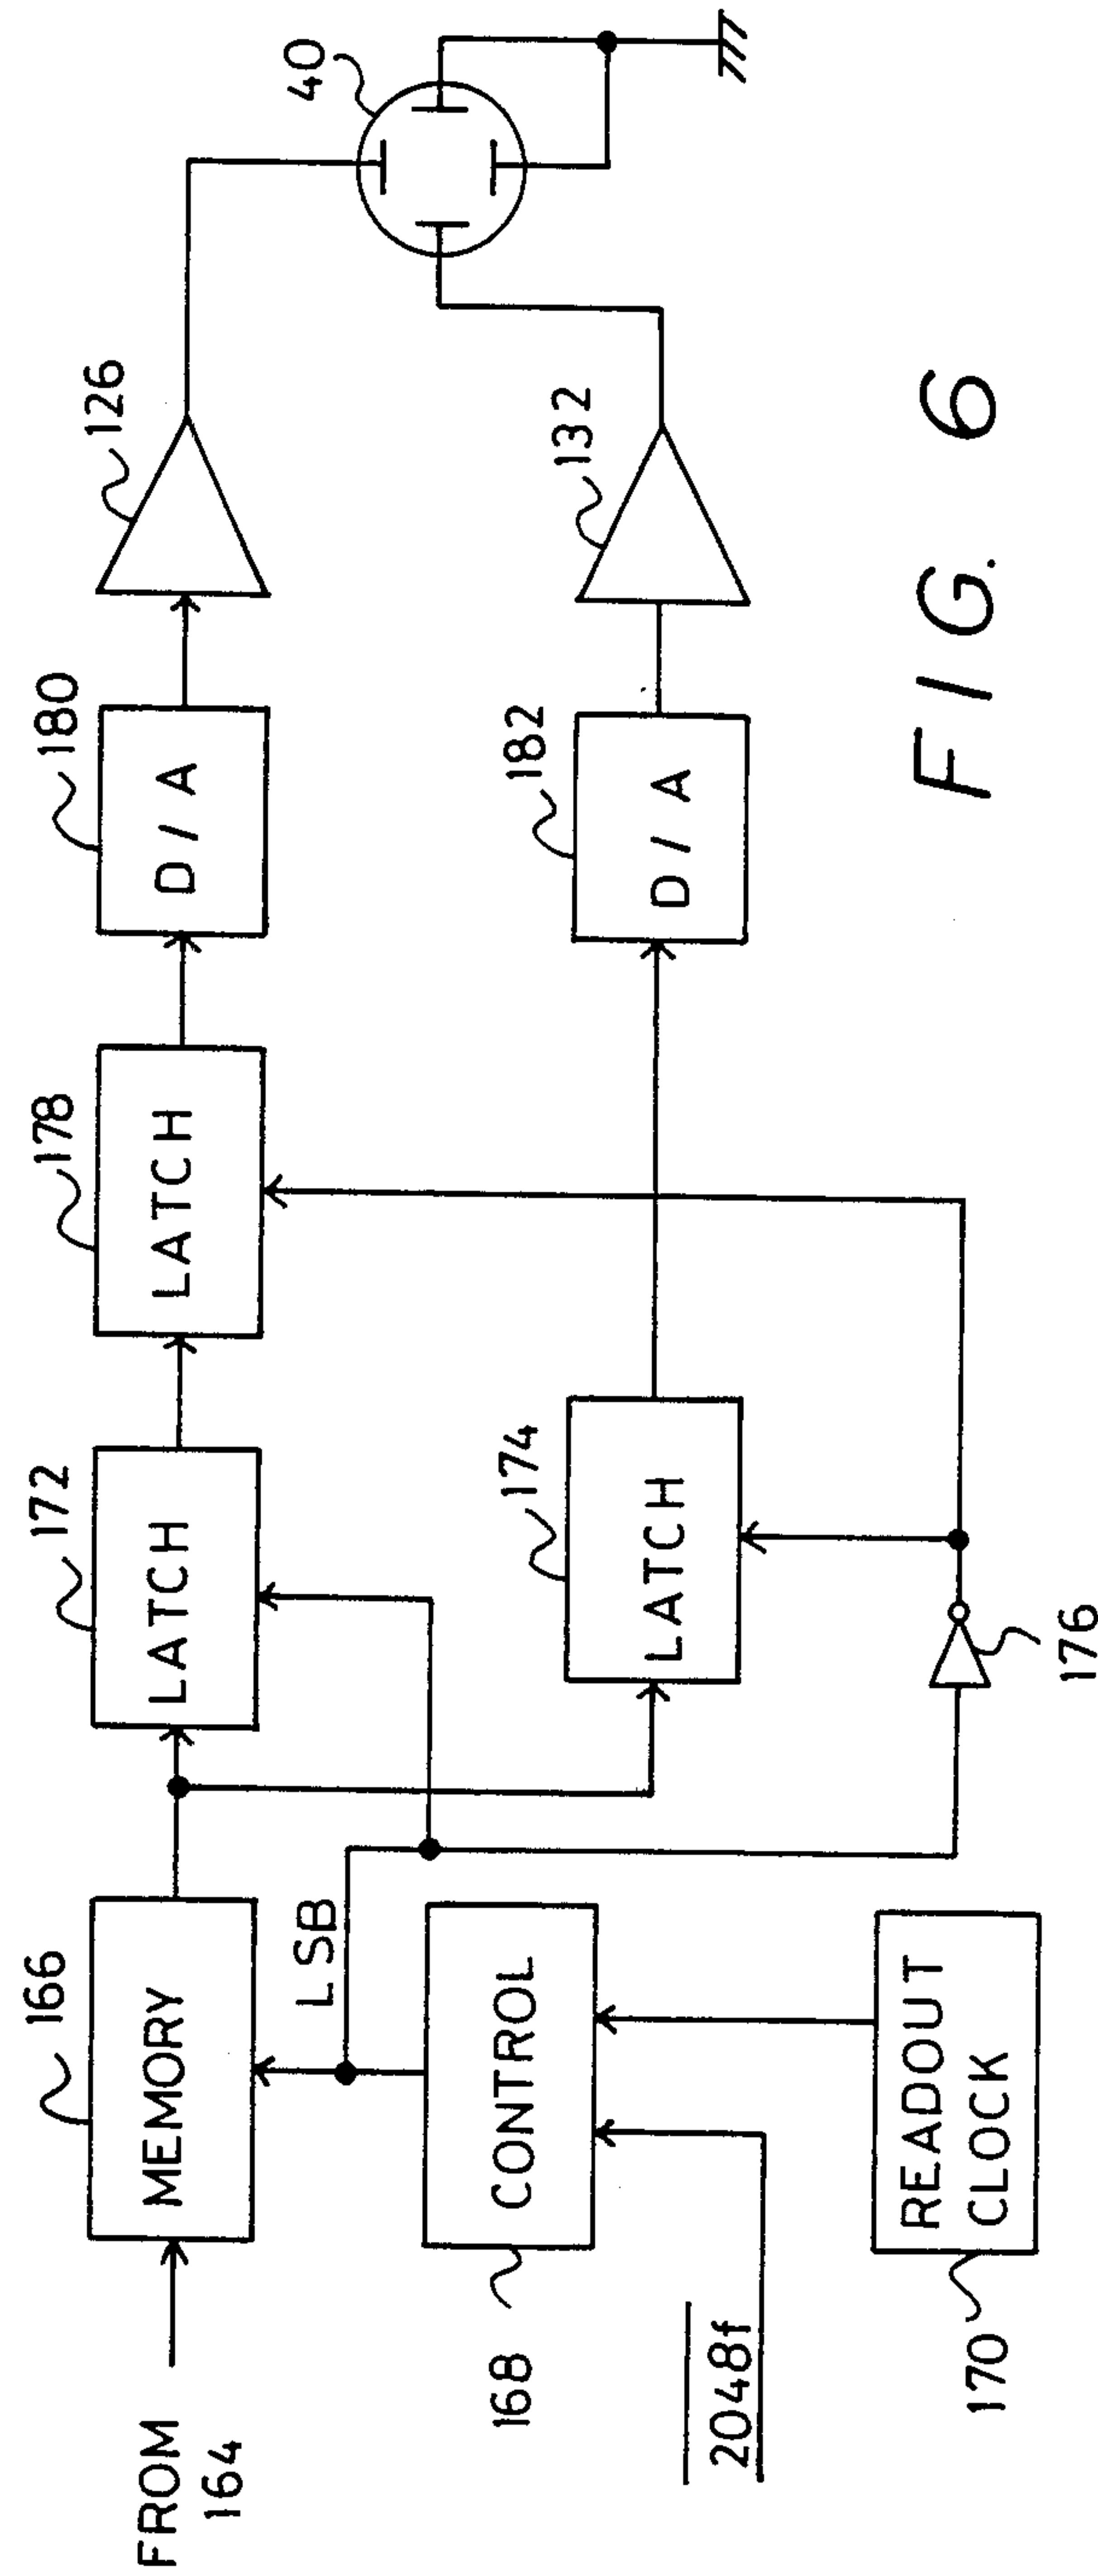 FROM
164
166
MEMORY
LSB
168
CONTROL
2048f
170
READOUT
CLOCK
172
LATCH
174
LATCH
176
178
LATCH
180
D/A
182
D/A
126
132
40
FIG. 6